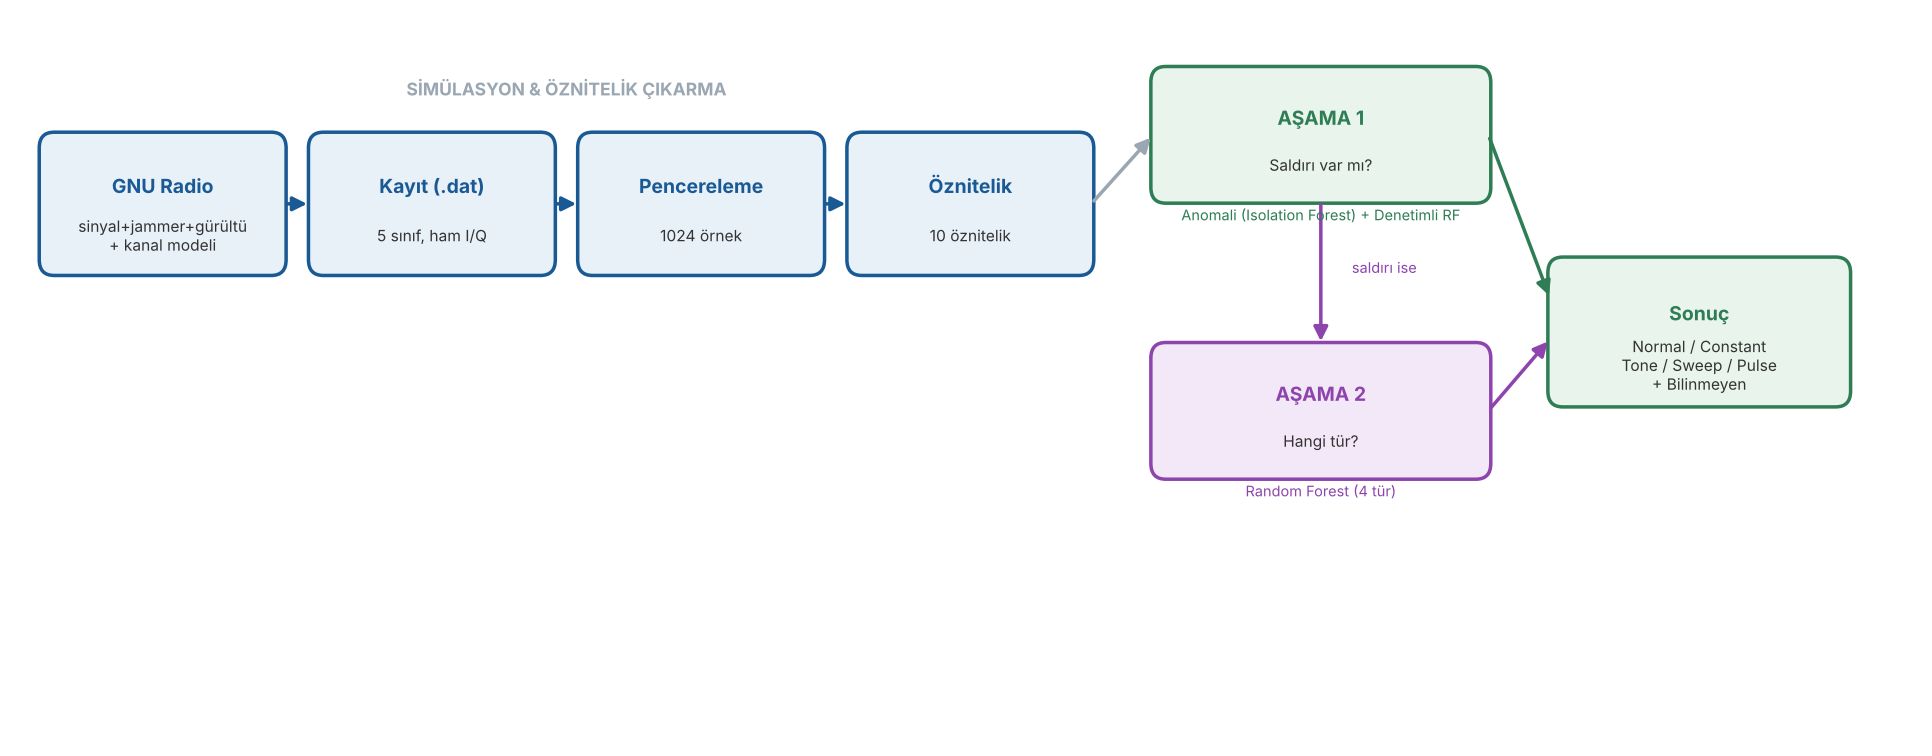 SİMÜLASYON & ÖZNİTELİK ÇIKARMA
GNU Radio
sinyal+jammer+gürültü
+ kanal modeli
Kayıt (.dat)
5 sınıf, ham I/Q
Pencereleme
1024 örnek
Öznitelik
10 öznitelik
AŞAMA 1
Saldırı var mı?
Anomali (Isolation Forest) + Denetimli RF
saldırı ise
AŞAMA 2
Hangi tür?
Random Forest (4 tür)
Sonuç
Normal / Constant
Tone / Sweep / Pulse
+ Bilinmeyen